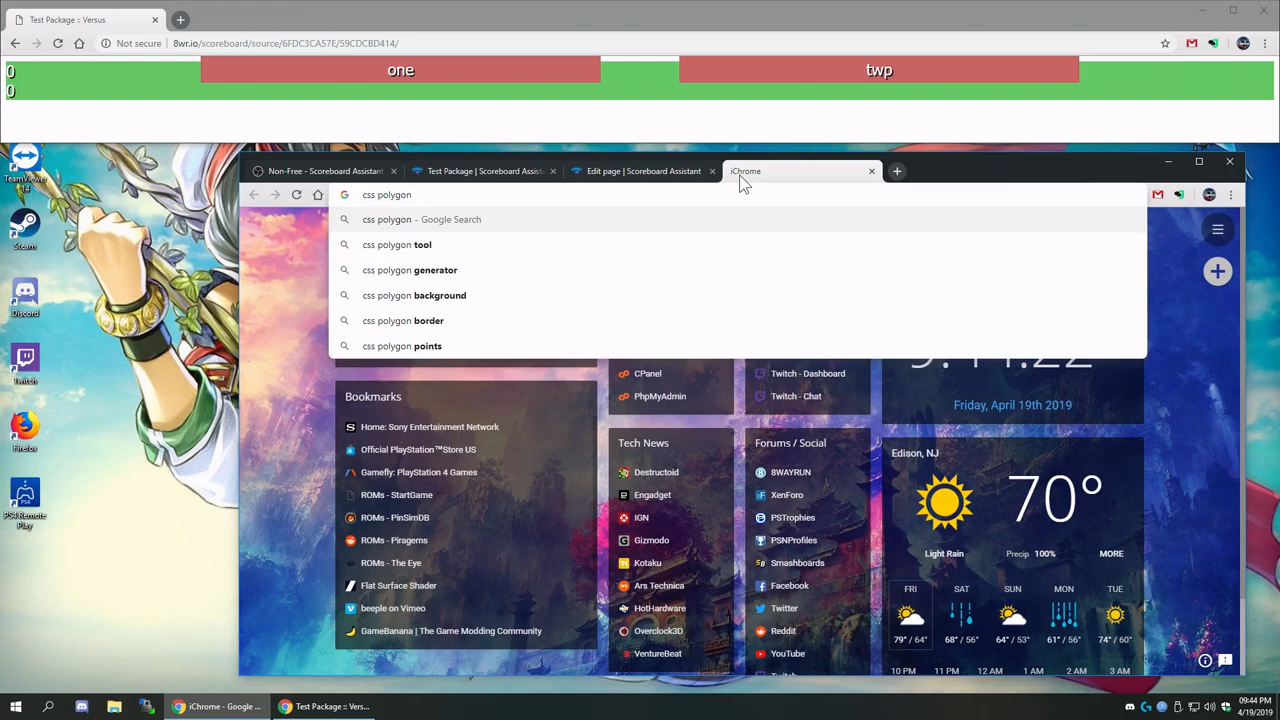 Test Package :: Versus
Not secure | 8wr.io/scoreboard/source/6FDC3CA57E/59CDCBD414/
0
one
twp
0
TeamViewer
14
Steam
Discord
Twitch
Firefox
PS4 Remote
Play
Non-Free - Scoreboard Assistant
Test Package | Scoreboard Assista
Edit page | Scoreboard Assistant
iChrome
css polygon
css polygon - Google Search
css polygon tool
css polygon generator
css polygon background
css polygon border
css polygon points
Bookmarks
Home: Sony Entertainment Network
Official PlayStation™Store US
Gamefly: PlayStation 4 Games
ROMs - StartGame
ROMs - PinSimDB
ROMs - Piragems
ROMs - The Eye
Flat Surface Shader
beeple on Vimeo
GameBanana | The Game Modding Community
CPanel
PhpMyAdmin
Tech News
Destructoid
Engadget
IGN
Gizmodo
Kotaku
Ars Technica
HotHardware
Overclock3D
VentureBeat
Twitch - Dashboard
Twitch - Chat
Forums / Social
8WAYRUN
XenForo
PSTrophies
PSNProfiles
Smashboards
Facebook
Twitter
Reddit
YouTube
Friday, April 19th 2019
Edison, NJ
70°
Light Rain
Precip 100%
MORE
FRI SAT SUN MON TUE
79° / 64° 68° / 56° 64° / 53° 61° / 56° 74° / 60°
10 PM 11 PM 12 AM 1 AM 2 AM 3 AM
iChrome - Google ...
Test Package :: Vers...
09:44 PM
4/19/2019